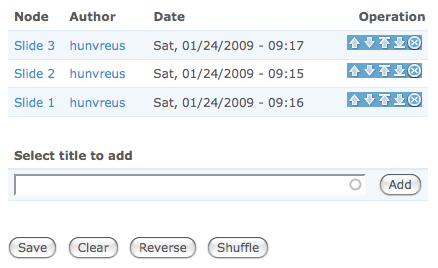 Node Author Date Operation
Slide 3 hunvreus Sat, 01/24/2009 - 09:17
Slide 2 hunvreus Sat, 01/24/2009 - 09:15
Slide 1 hunvreus Sat, 01/24/2009 - 09:16
Select title to add
Add
Save Clear Reverse Shuffle